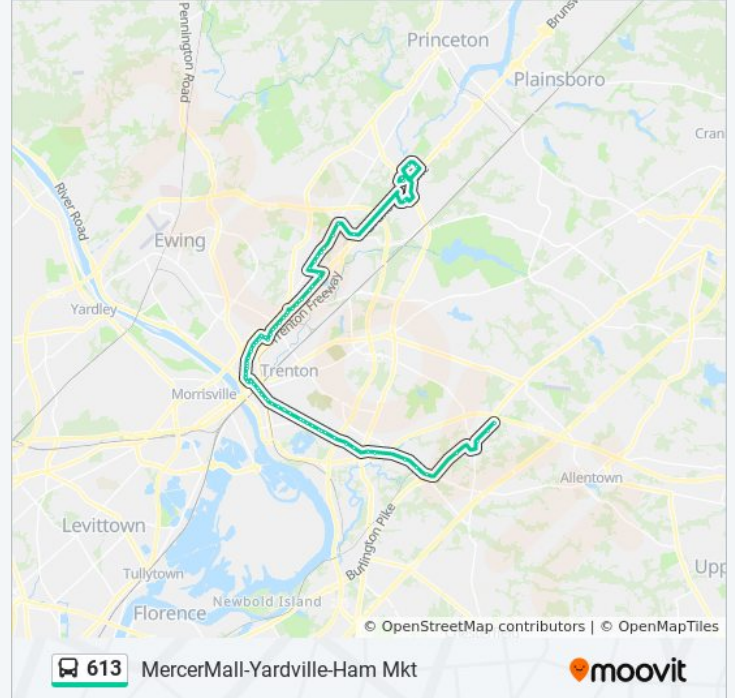 Pennington Road
Princeton
Brunsw
Plainsboro
Cran
River Road
Ewing
Yardley
Trenton Freeway
Trenton
Morrisville
Allentown
Levittown
Burlington Pike
Tullytown
Upp
Newbold Island
Florence
© OpenStreetMap contributors | © OpenMapTiles
613 MercerMall-Yardville-Ham Mkt
moovit